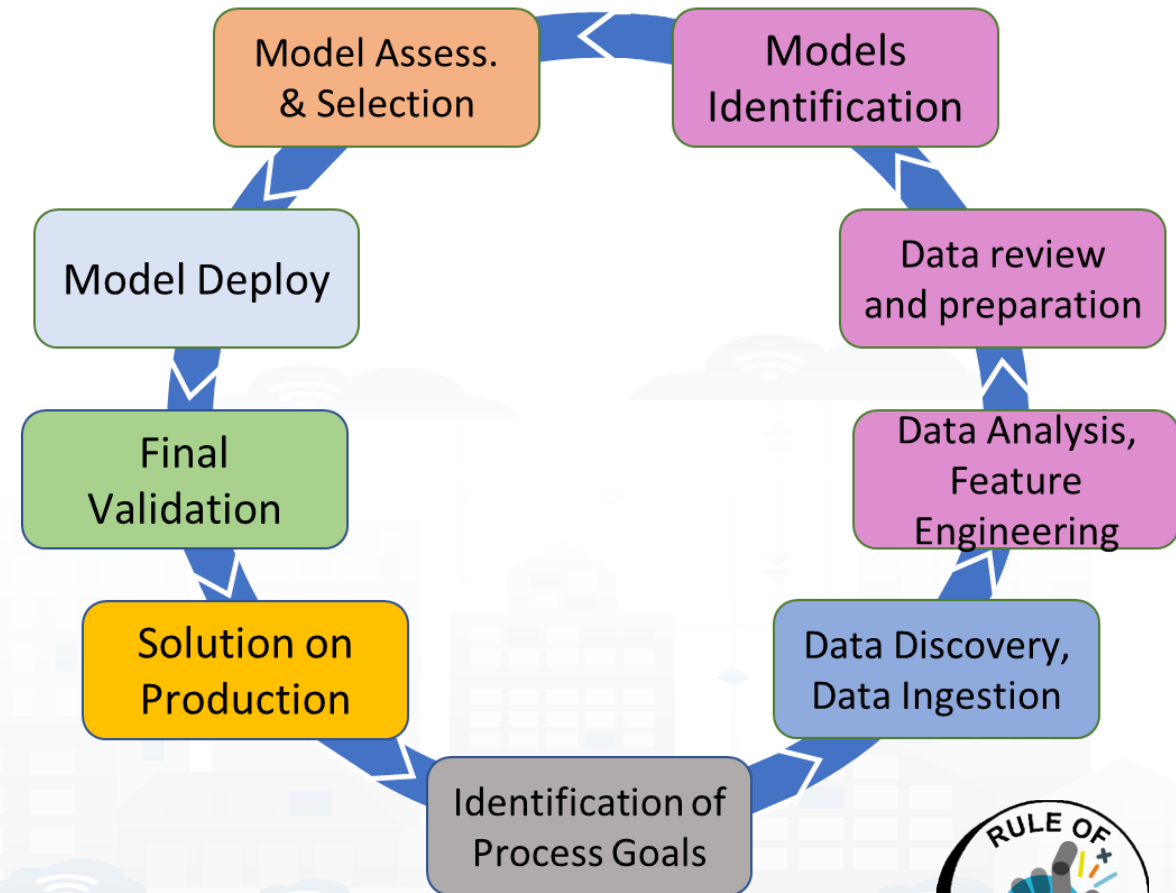 Model Assess.
& Selection
Models
Identification
Model Deploy
Data review
and preparation
Final
Validation
Data Analysis,
Feature
Engineering
Solution on
Production
Data Discovery,
Data Ingestion
Identification of
Process Goals
RULE OF